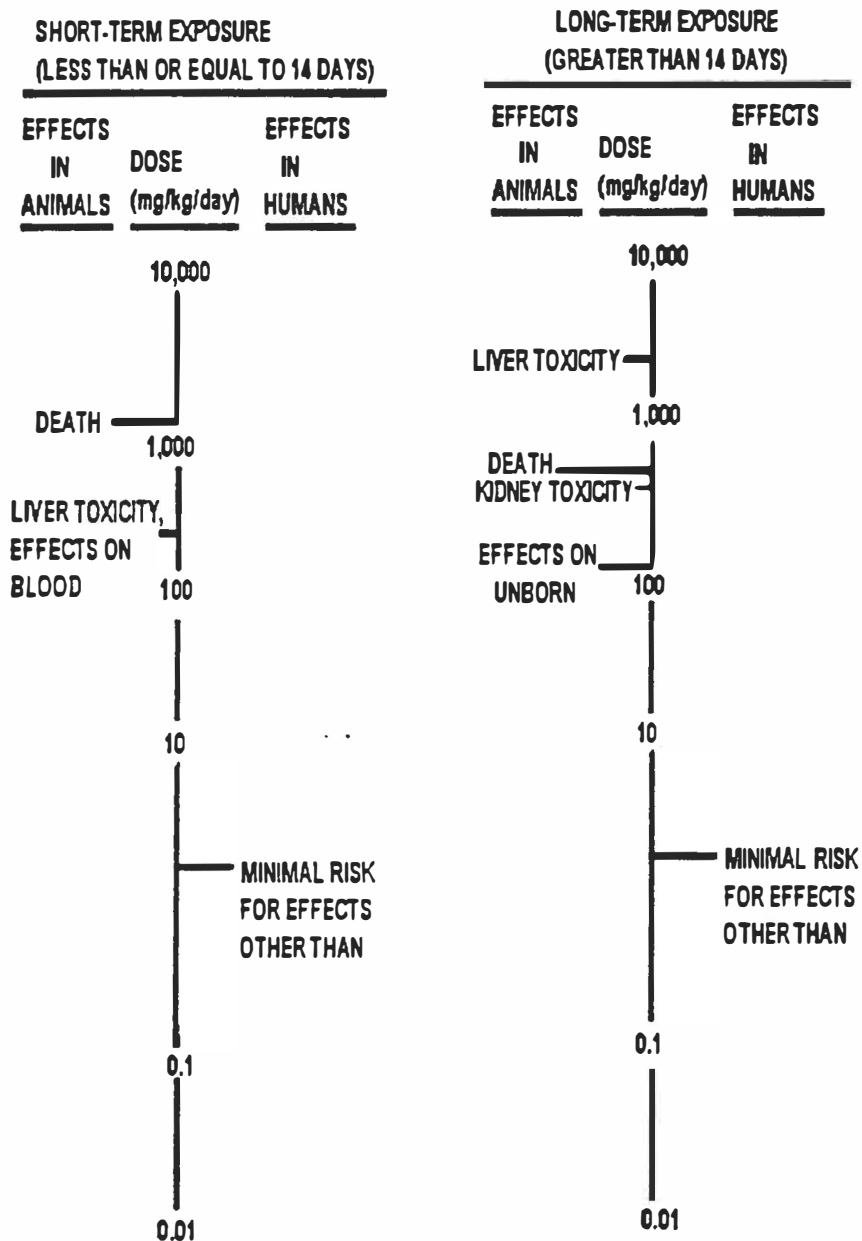 SHORT-TERM EXPOSURE
(LESS THAN OR EQUAL TO 14 DAYS)
EFFECTS
IN
ANIMALS
DOSE
(mg/kg/day)
EFFECTS
IN
HUMANS
10,000
DEATH
1,000
LIVER TOXICITY,
EFFECTS ON
BLOOD
100
10
MINIMAL RISK
FOR EFFECTS
OTHER THAN
0.1
0.01
LONG-TERM EXPOSURE
(GREATER THAN 14 DAYS)
EFFECTS
IN
ANIMALS
DOSE
(mg/kg/day)
EFFECTS
IN
HUMANS
10,000
LIVER TOXICITY
1,000
DEATH
KIDNEY TOXICITY
EFFECTS ON
UNBORN
100
10
MINIMAL RISK
FOR EFFECTS
OTHER THAN
0.1
0.01